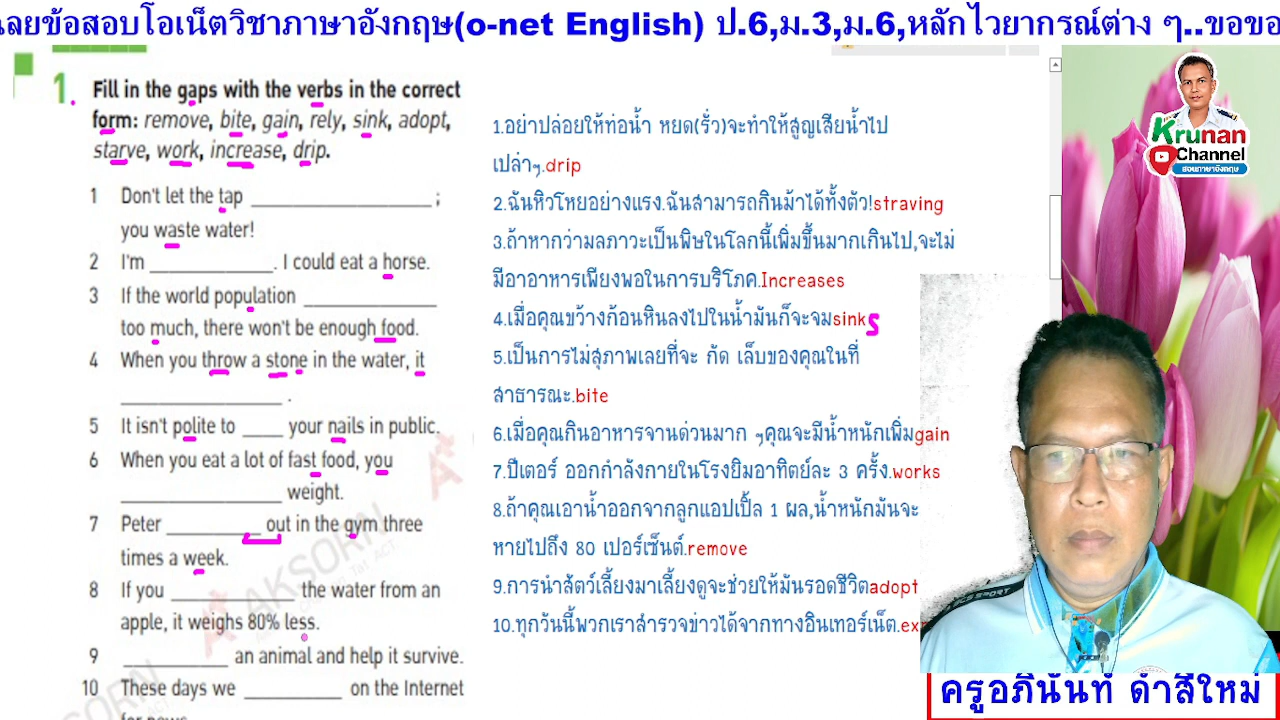 เลยข้อสอบโอเน็ตวิชาภาษาอังกฤษ(o-net English) ป.6,ม.3,ม.6,หลักไวยากรณ์ต่าง ๆ..ขอขอ
1. Fill in the gaps with the verbs in the correct
form: remove, bite, gain, rely, sink, adopt,
starve, work, increase, drip.
1 Don't let the tap ______ ;
you waste water!
2 I'm ______. I could eat a horse.
3 If the world population ______
too much, there won't be enough food.
4 When you throw a stone in the water, it
______ .
5 It isn't polite to ____ your nails in public.
6 When you eat a lot of fast food, you
______ weight.
7 Peter ______ out in the gym three
times a week.
8 If you ______ the water from an
apple, it weighs 80% less.
9 ______ an animal and help it survive.
10 These days we ______ on the Internet
for news.
AKSORN
1.อย่าปล่อยให้ท่อน้ำ หยด(รั่ว)จะทำให้สูญเสียน้ำไป
เปล่าๆ.drip
2.ฉันหิวโหยอย่างแรง.ฉันสามารถกินม้าได้ทั้งตัว!straving
3.ถ้าหากว่ามลภาวะเป็นพิษในโลกนี้เพิ่มขึ้นมากเกินไป,จะไม่
มีอาอาหารเพียงพอในการบริโภค.Increases
4.เมื่อคุณขว้างก้อนหินลงไปในน้ำมันก็จะจมsinks
5.เป็นการไม่สุภาพเลยที่จะ กัด เล็บของคุณในที่
สาธารณะ.bite
6.เมื่อคุณกินอาหารจานด่วนมาก ๆคุณจะมีน้ำหนักเพิ่มgain
7.ปีเตอร์ ออกกำลังกายในโรงยิมอาทิตย์ละ 3 ครั้ง.works
8.ถ้าคุณเอาน้ำออกจากลูกแอปเปิ้ล 1 ผล,น้ำหนักมันจะ
หายไปถึง 80 เปอร์เซ็นต์.remove
9.การนำสัตว์เลี้ยงมาเลี้ยงดูจะช่วยให้มันรอดชีวิตadopt
10.ทุกวันนี้พวกเราสำรวจข่าวได้จากทางอินเทอร์เน็ต.ex
Krunan
Channel
สอนภาษาอังกฤษ
SPORT
ครูอภินันท์ ดำสีใหม่